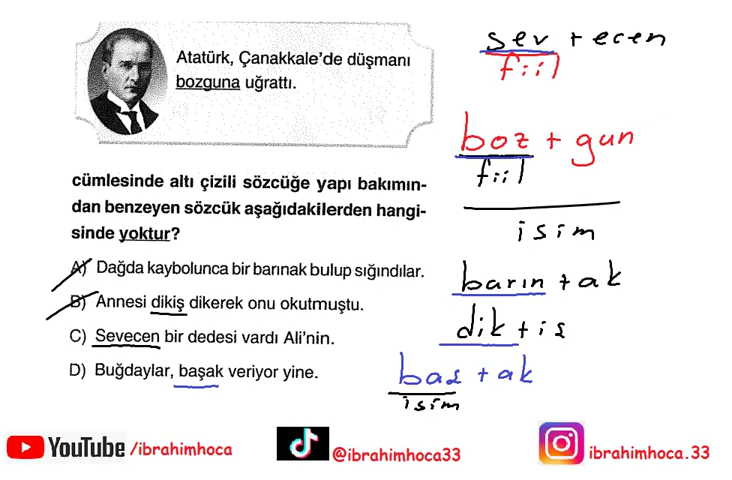 Atatürk, Çanakkale'de düşmanı
bozguna uğrattı.
cümlesinde altı çizili sözcüğe yapı bakımın-
dan benzeyen sözcük aşağıdakilerden hangi-
sinde yoktur?
A) Dağda kaybolunca bir barınak bulup sığındılar.
B) Annesi dikiş dikerek onu okutmuştu.
C) Sevecen bir dedesi vardı Ali'nin.
D) Buğdaylar, başak veriyor yine.
sev + ecen
fiil
boz + gun
fiil
isim
barın + ak
dik + iş
baş + ak
isim
YouTube /ibrahimhoca
@ibrahimhoca33
ibrahimhoca.33